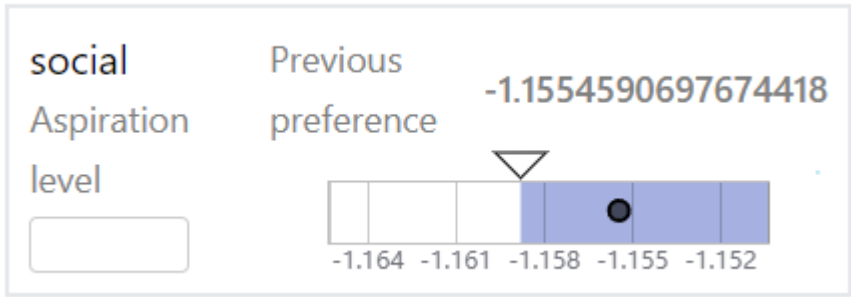 social
Aspiration
level
Previous
preference
-1.1554590697674418
-1.164 -1.161 -1.158 -1.155 -1.152